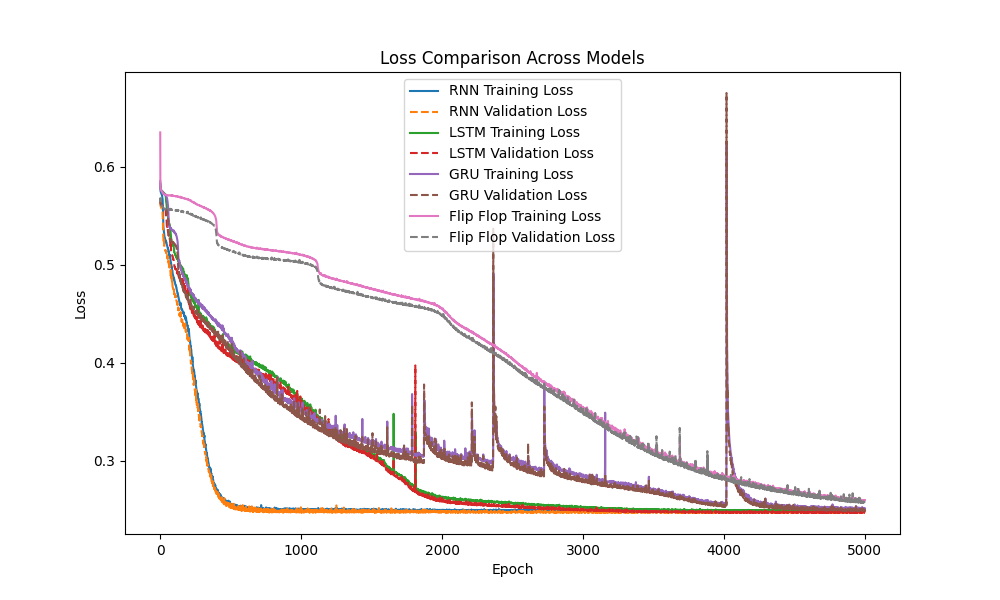 Loss Comparison Across Models
RNN Training Loss
RNN Validation Loss
LSTM Training Loss
LSTM Validation Loss
GRU Training Loss
GRU Validation Loss
Flip Flop Training Loss
Flip Flop Validation Loss
0.6
0.5
0.4
0.3
Loss
0 1000 2000 3000 4000 5000
Epoch